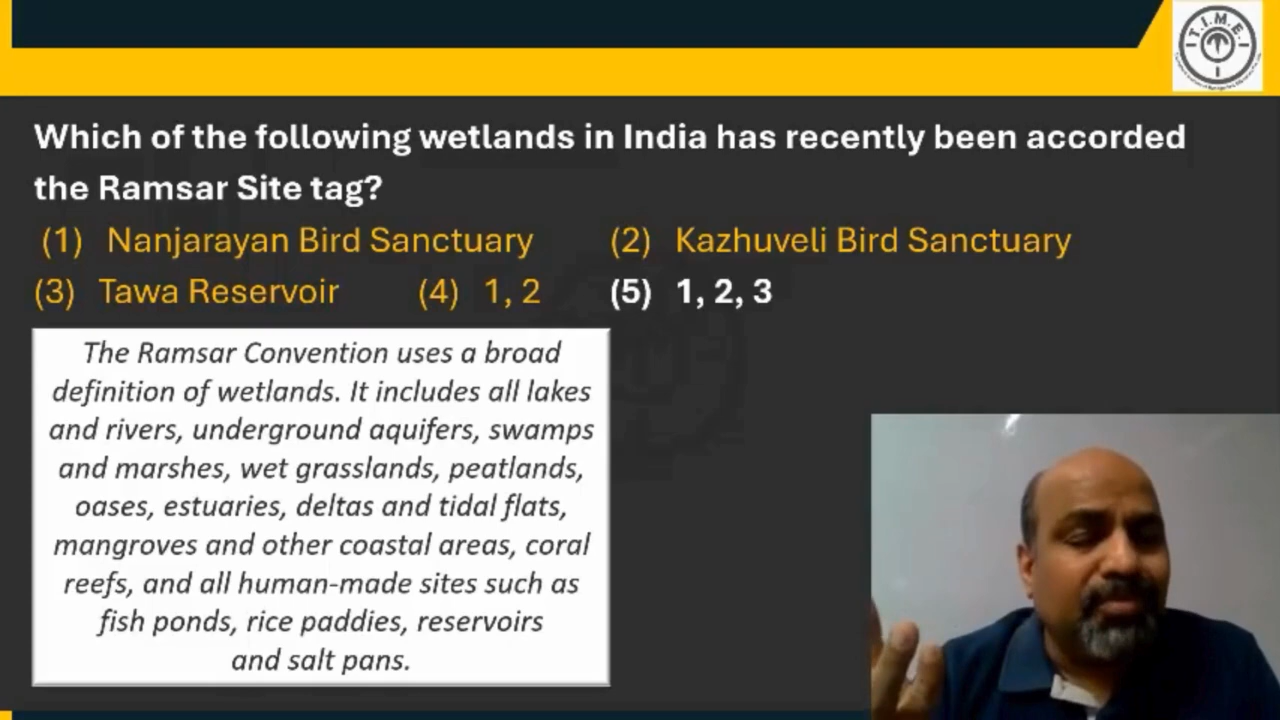 T.I.M.E.
Which of the following wetlands in India has recently been accorded
the Ramsar Site tag?
(1) Nanjarayan Bird Sanctuary (2) Kazhuveli Bird Sanctuary
(3) Tawa Reservoir (4) 1, 2 (5) 1, 2, 3
The Ramsar Convention uses a broad
definition of wetlands. It includes all lakes
and rivers, underground aquifers, swamps
and marshes, wet grasslands, peatlands,
oases, estuaries, deltas and tidal flats,
mangroves and other coastal areas, coral
reefs, and all human-made sites such as
fish ponds, rice paddies, reservoirs
and salt pans.